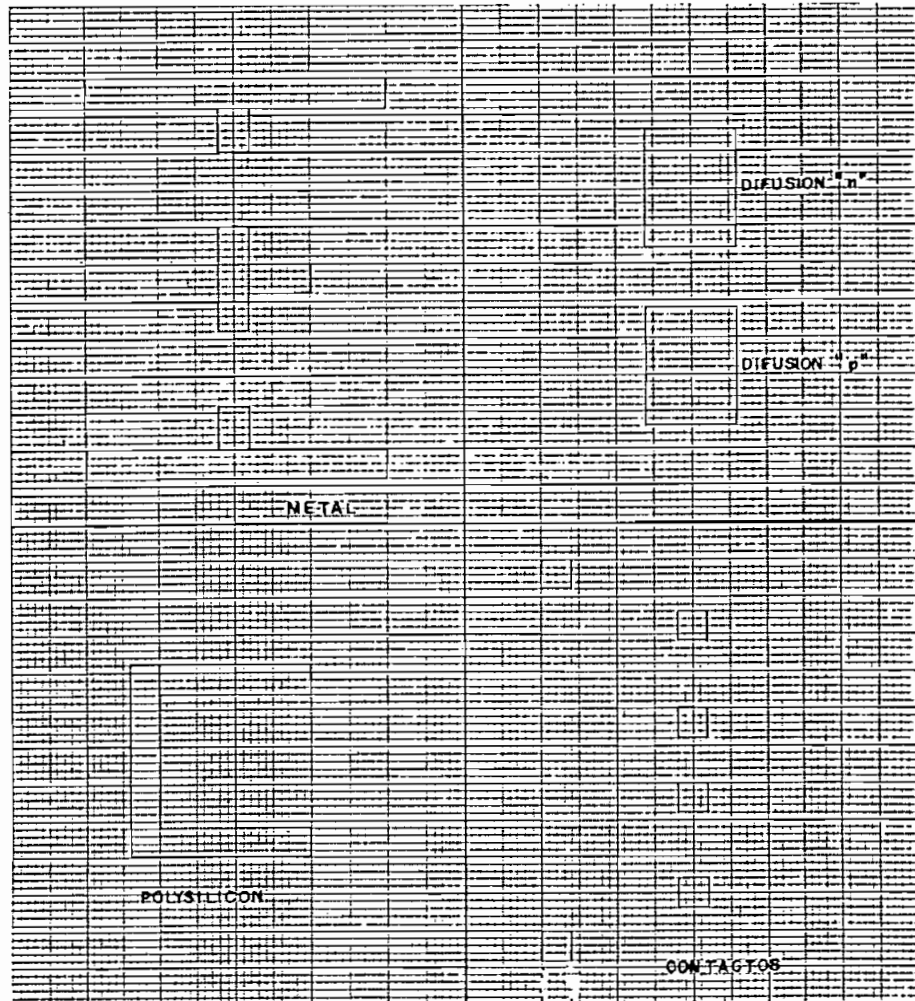 DIFUSION "n"
DIFUSION "p"
METAL
POLYSILICON
CONTACTOS